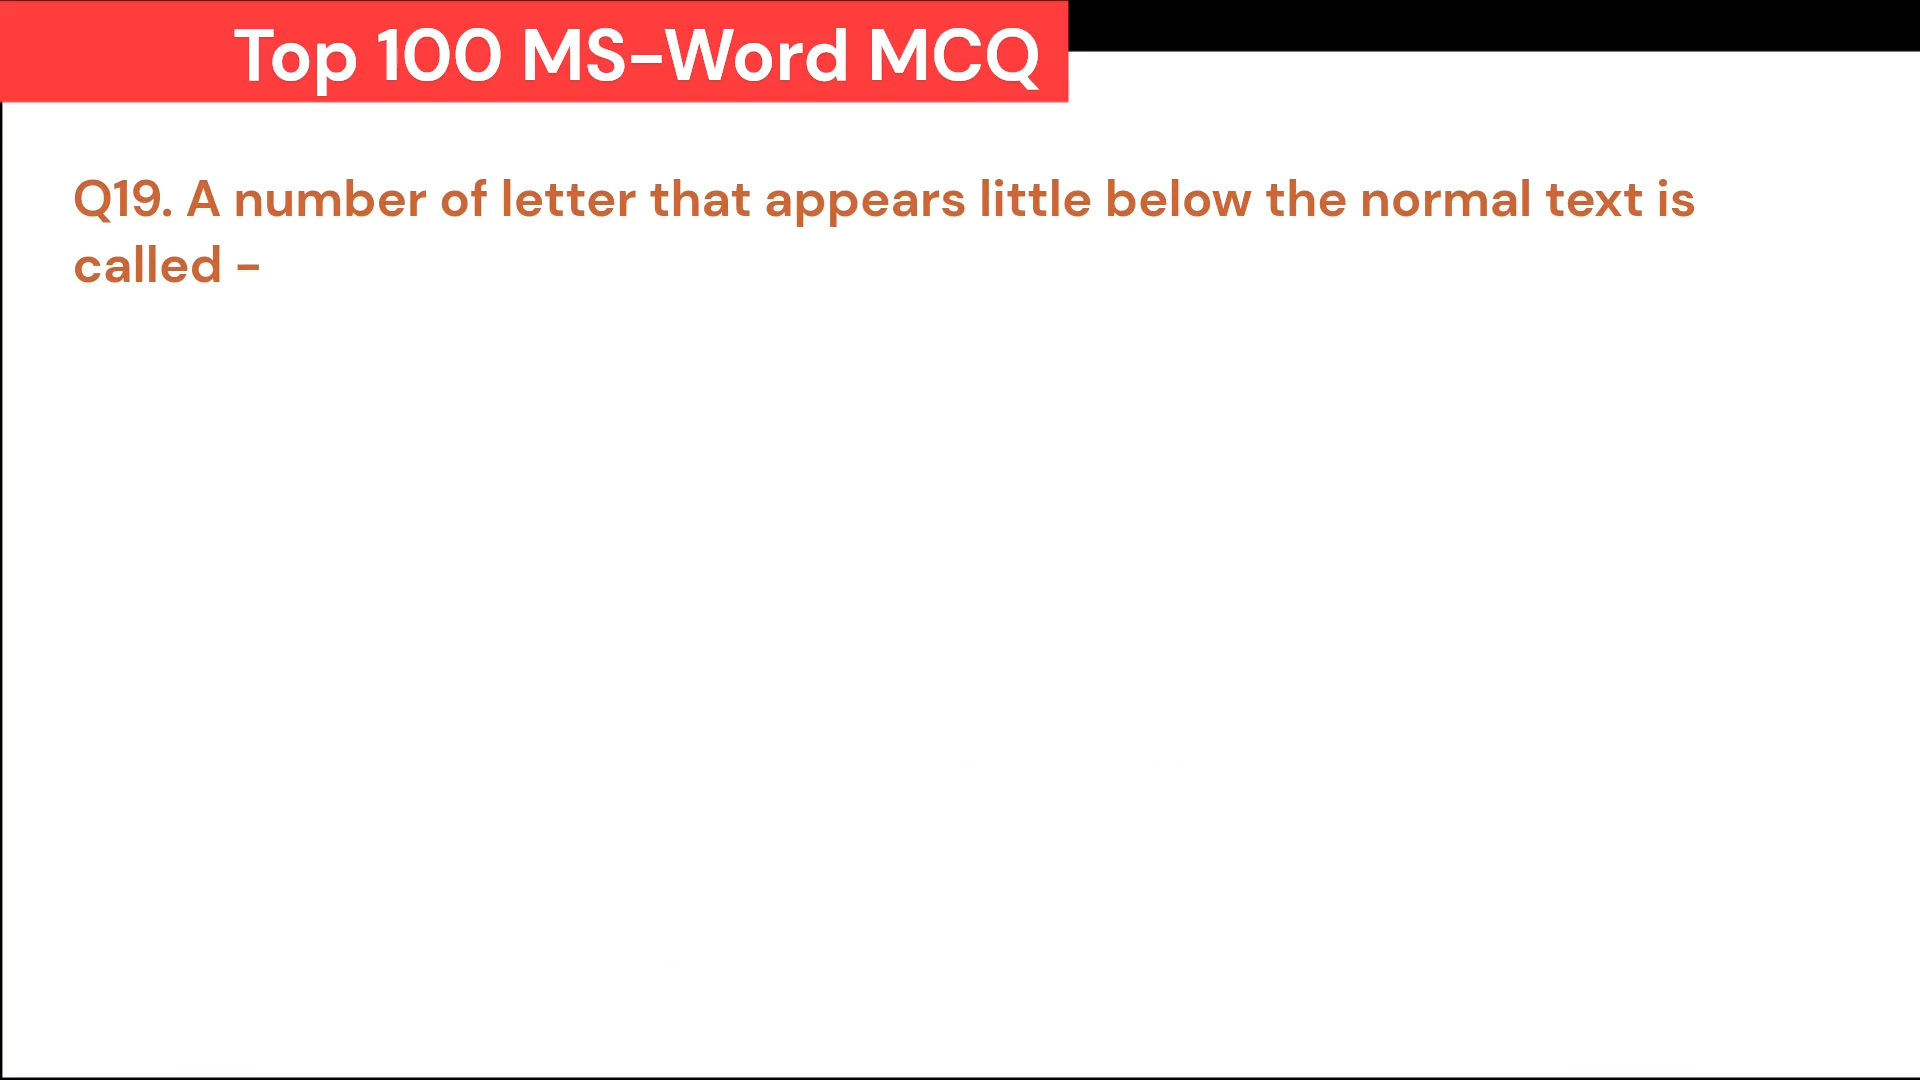 Top 100 MS-Word MCQ
Q19. A number of letter that appears little below the normal text is
called -